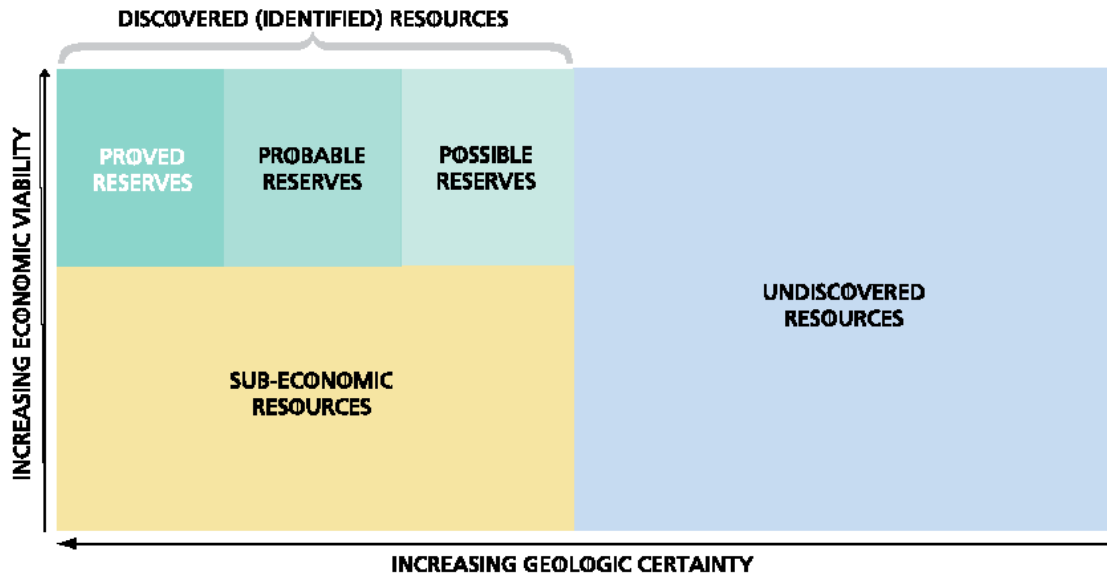 DISCOVERED (IDENTIFIED) RESOURCES
INCREASING ECONOMIC VIABILITY
PROVED
RESERVES
PROBABLE
RESERVES
POSSIBLE
RESERVES
UNDISCOVERED
RESOURCES
SUB-ECONOMIC
RESOURCES
INCREASING GEOLOGIC CERTAINTY